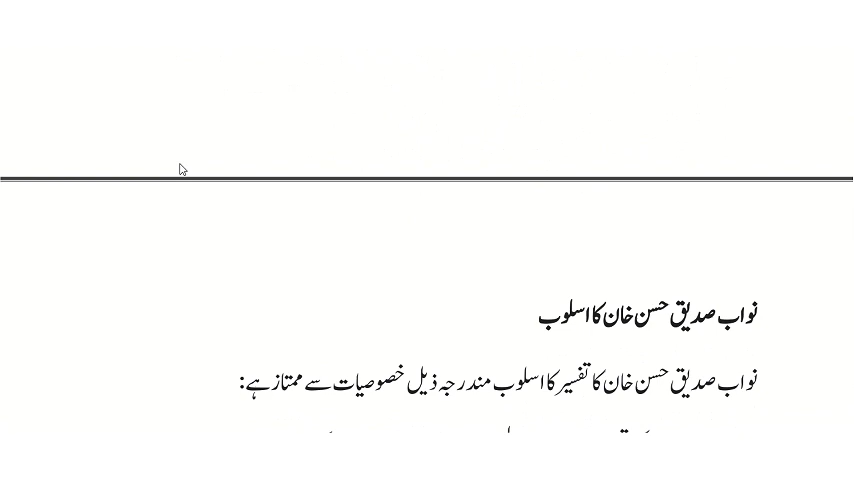 نواب صدیق حسن خان کا اسلوب
نواب صدیق حسن خان کا تفسیر کا اسلوب مندرجہ ذیل خصوصیات سے ممتاز ہے: